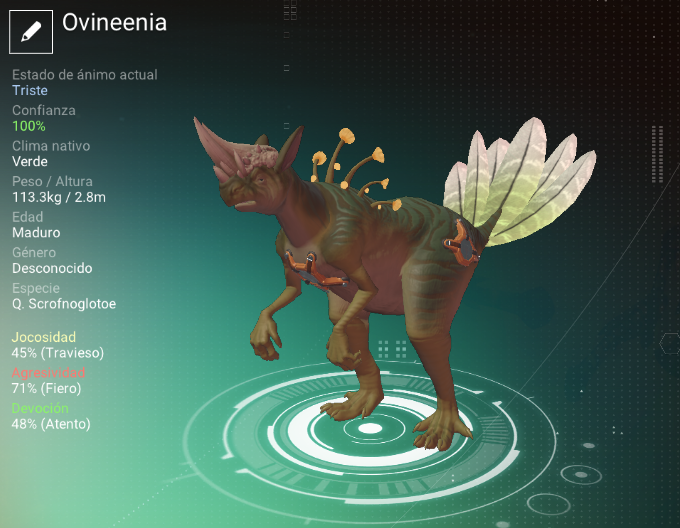 Ovineenia
Estado de ánimo actual
Triste
Confianza
100%
Clima nativo
Verde
Peso / Altura
113.3kg / 2.8m
Edad
Maduro
Género
Desconocido
Especie
Q. Scrofnoglotoe
Jocosidad
45% (Travieso)
Agresividad
71% (Fiero)
Devoción
48% (Atento)